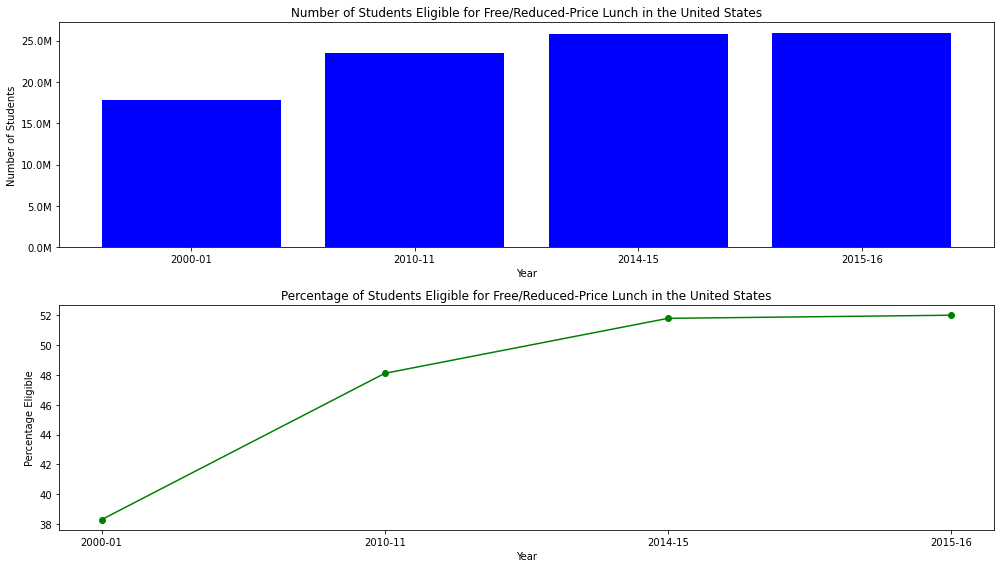 Number of Students Eligible for Free/Reduced-Price Lunch in the United States
Number of Students
25.0M
20.0M
15.0M
10.0M
5.0M
0.0M
2000-01 2010-11 2014-15 2015-16
Year
Percentage of Students Eligible for Free/Reduced-Price Lunch in the United States
Percentage Eligible
52
50
48
46
44
42
40
38
2000-01 2010-11 2014-15 2015-16
Year